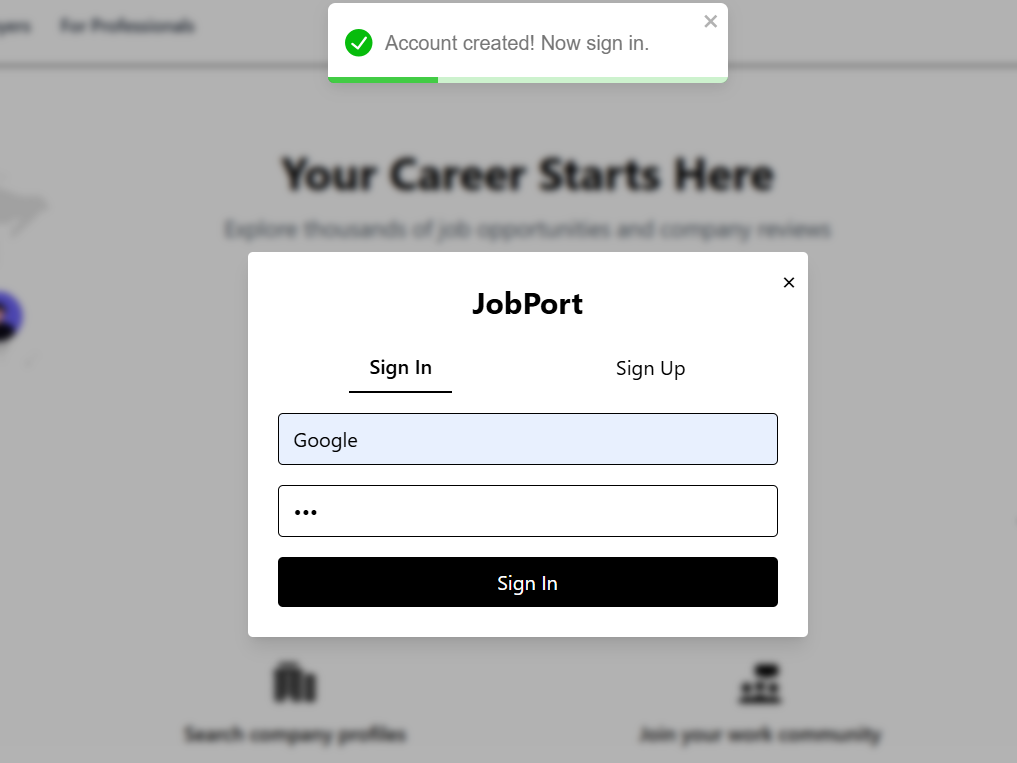 For Professionals
Account created! Now sign in.
Your Career Starts Here
Explore thousands of job opportunities and company reviews
JobPort
Sign In Sign Up
Google
•••
Sign In
Search company profiles Join your work community